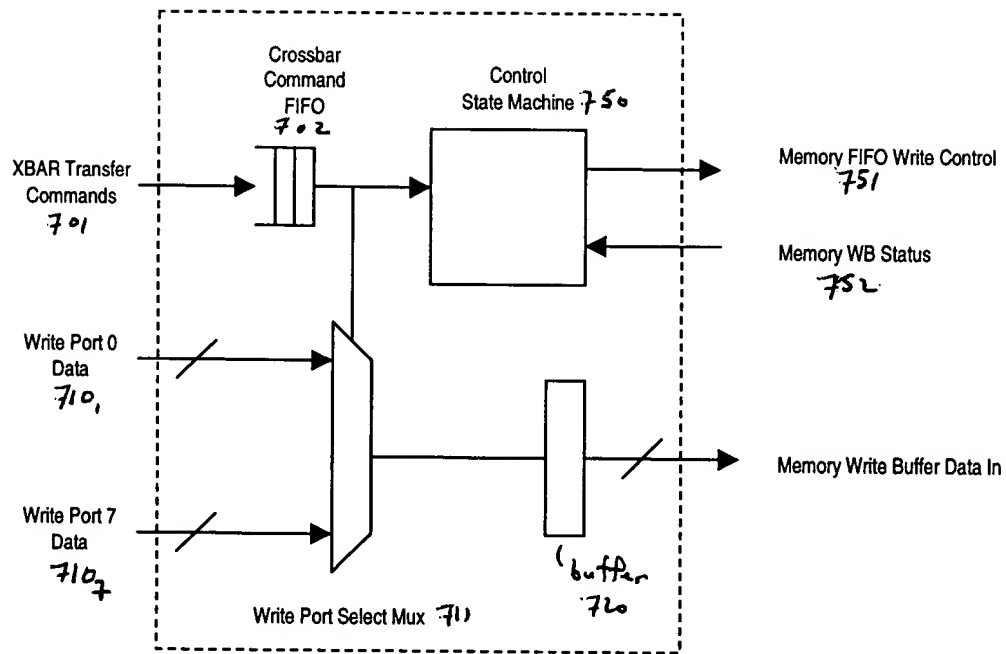 Crossbar
Command
FIFO
702
Control
State Machine 750
XBAR Transfer
Commands
701
Memory FIFO Write Control
751
Memory WB Status
752
Write Port 0
Data
710₁
Memory Write Buffer Data In
Write Port 7
Data
710₇
buffer
720
Write Port Select Mux 711